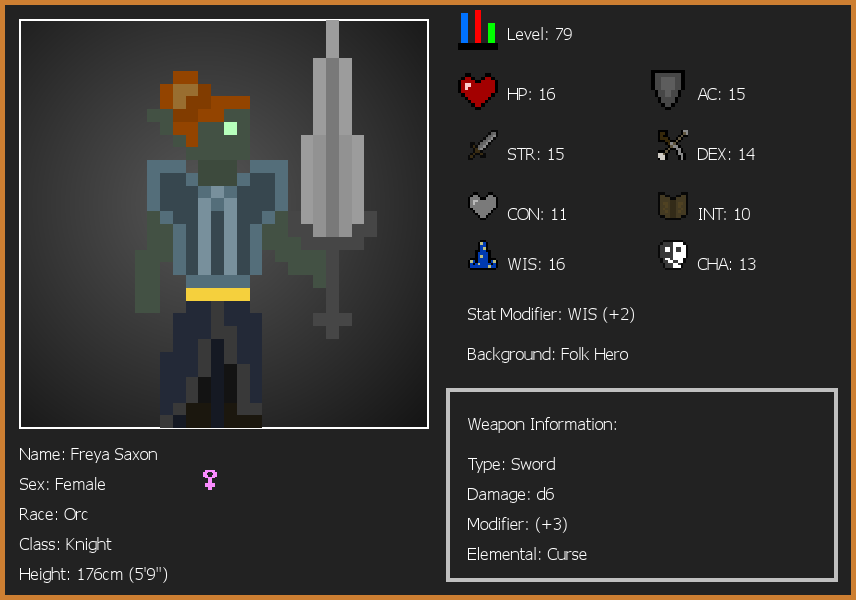 Level: 79
HP: 16
AC: 15
STR: 15
DEX: 14
CON: 11
INT: 10
WIS: 16
CHA: 13
Stat Modifier: WIS (+2)
Background: Folk Hero
Weapon Information:
Type: Sword
Damage: d6
Modifier: (+3)
Elemental: Curse
Name: Freya Saxon
Sex: Female
Race: Orc
Class: Knight
Height: 176cm (5'9")